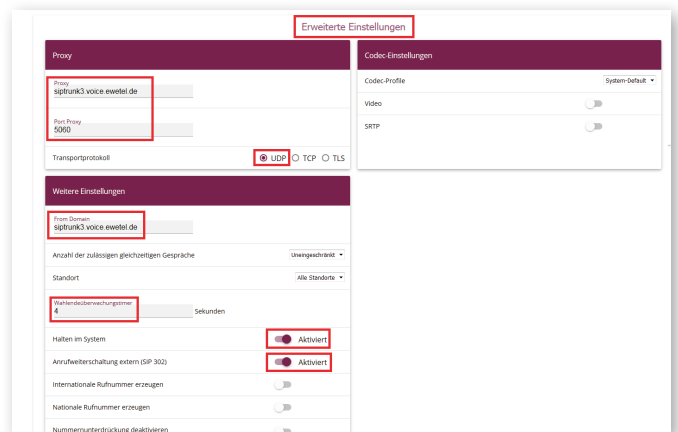 Erweiterte Einstellungen
Proxy
Proxy
siptrunk3.voice.ewetel.de
Port Proxy
5060
Transportprotokoll UDP TCP TLS
Codec-Einstellungen
Codec-Profile System-Default
Video
SRTP
Weitere Einstellungen
From Domain
siptrunk3.voice.ewetel.de
Anzahl der zulässigen gleichzeitigen Gespräche Uneingeschränkt
Standort Alle Standorte
Wahlendeüberwachungstimer
4 Sekunden
Halten im System Aktiviert
Anrufweiterschaltung extern (SIP 302) Aktiviert
Internationale Rufnummer erzeugen
Nationale Rufnummer erzeugen
Nummernunterdrückung deaktivieren